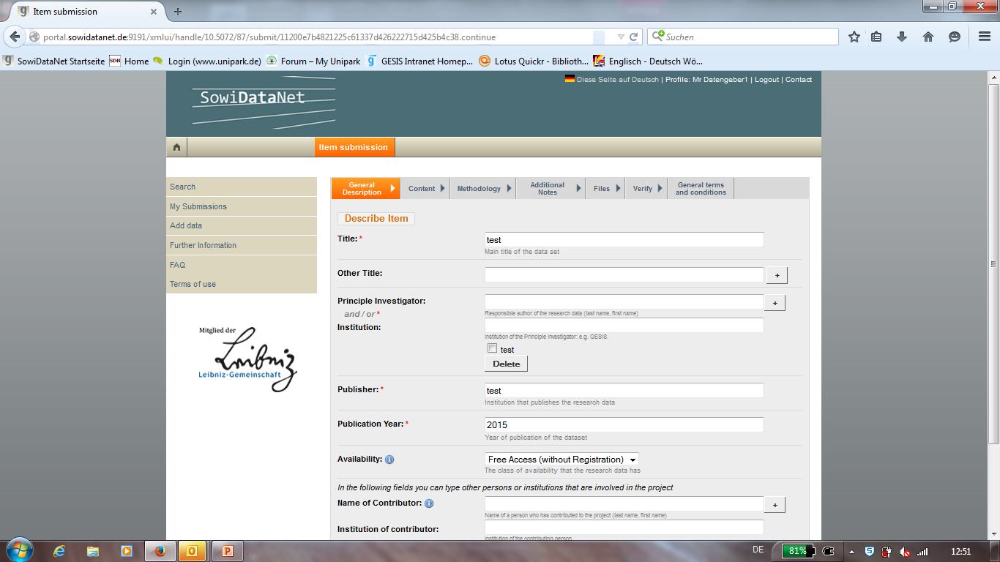 Item submission
portal.sowidatanet.de:9191/xmlui/handle/10.5072/87/submit/11200e7b4821225c61337d426222715d425b4c38.continue
Suchen
SowiDataNet Startseite
SDN Home
Login (www.unipark.de)
Forum – My Unipark
GESIS Intranet Homep...
Lotus Quickr - Biblioth...
Englisch - Deutsch Wö...
Diese Seite auf Deutsch | Profile: Mr Datengeber1 | Logout | Contact
SowiDataNet
Item submission
Search
My Submissions
Add data
Further Information
FAQ
Terms of use
Mitglied der
Leibniz
Leibniz-Gemeinschaft
General
Description
Content
Methodology
Additional
Notes
Files
Verify
General terms
and conditions
Describe Item
Title: * test
Main title of the data set
Other Title: +
Principle Investigator: +
and / or * Responsible author of the research data (last name, first name)
Institution:
Institution of the Principle Investigator; e.g. GESIS.
test
Delete
Publisher: * test
Institution that publishes the research data
Publication Year: * 2015
Year of publication of the dataset
Availability: Free Access (without Registration)
The class of availability that the research data has
In the following fields you can type other persons or institutions that are involved in the project
Name of Contributor: +
Name of a person who has contributed to the project (last name, first name)
Institution of contributor:
Institution of the contributing person
DE 81% 12:51